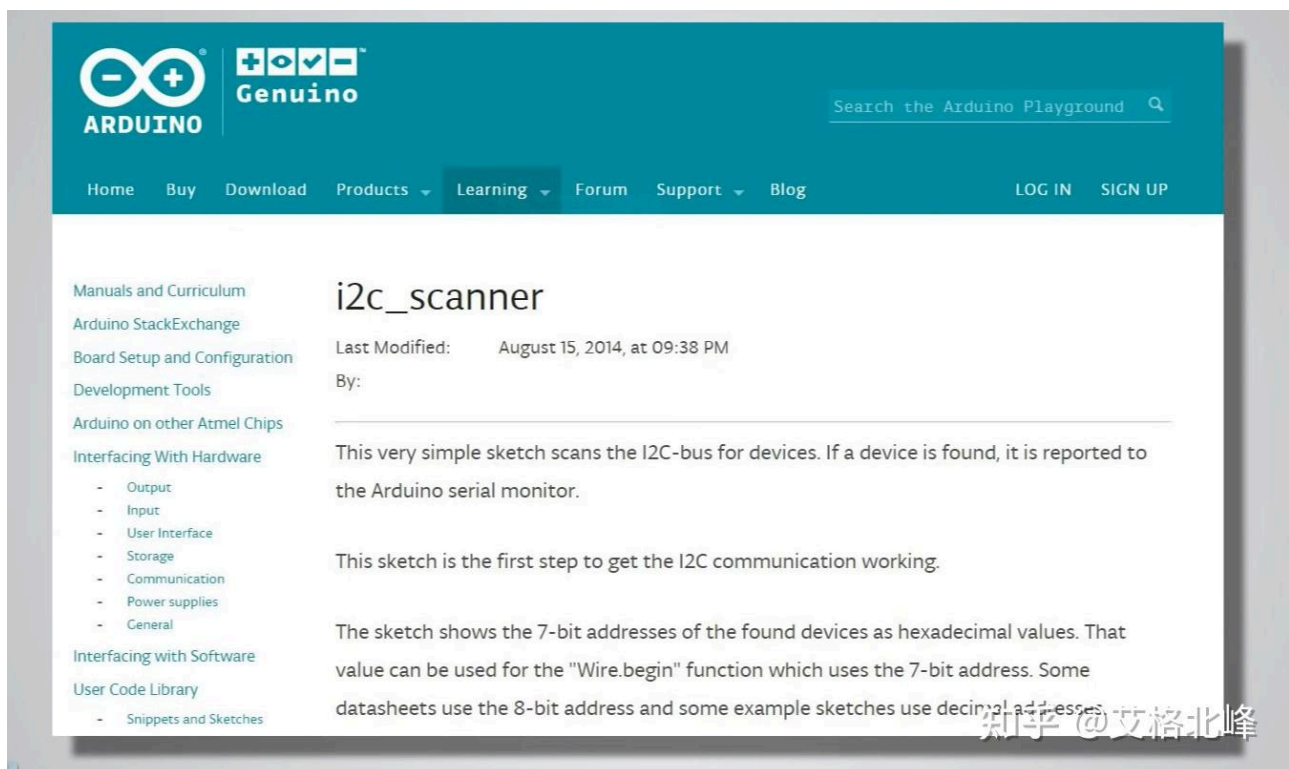 ARDUINO
Genuino
Search the Arduino Playground
Home Buy Download Products Learning Forum Support Blog LOG IN SIGN UP
Manuals and Curriculum
Arduino StackExchange
Board Setup and Configuration
Development Tools
Arduino on other Atmel Chips
Interfacing With Hardware
- Output
- Input
- User Interface
- Storage
- Communication
- Power supplies
- General
Interfacing with Software
User Code Library
- Snippets and Sketches
i2c_scanner
Last Modified: August 15, 2014, at 09:38 PM
By:
This very simple sketch scans the I2C-bus for devices. If a device is found, it is reported to
the Arduino serial monitor.
This sketch is the first step to get the I2C communication working.
The sketch shows the 7-bit addresses of the found devices as hexadecimal values. That
value can be used for the "Wire.begin" function which uses the 7-bit address. Some
datasheets use the 8-bit address and some example sketches use decimal addresses.
知乎 @艾格北峰